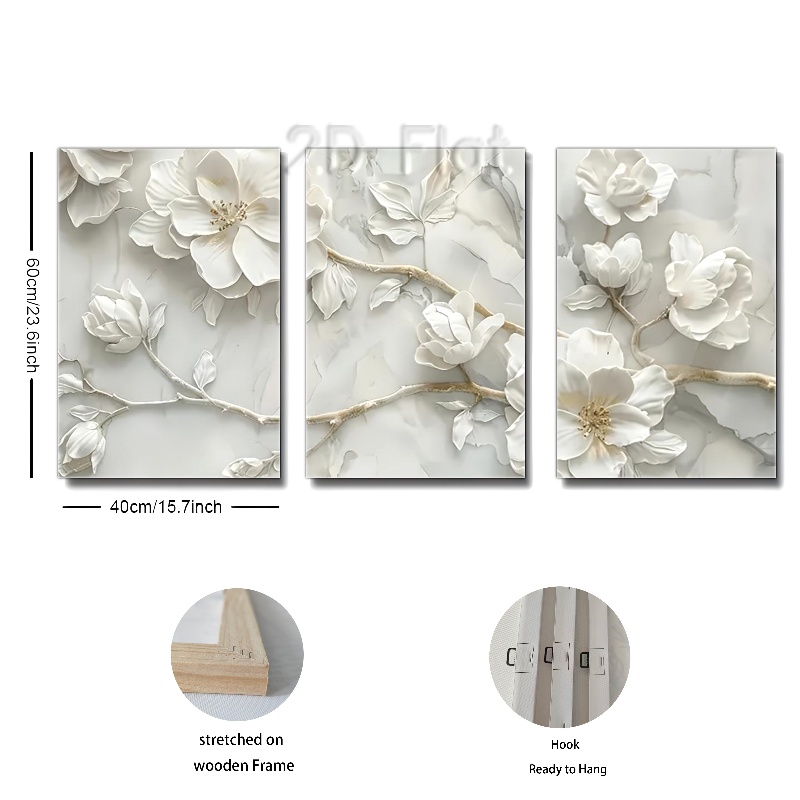 2D Flat
60cm/23.6inch
40cm/15.7inch
stretched on
wooden Frame
Hook
Ready to Hang